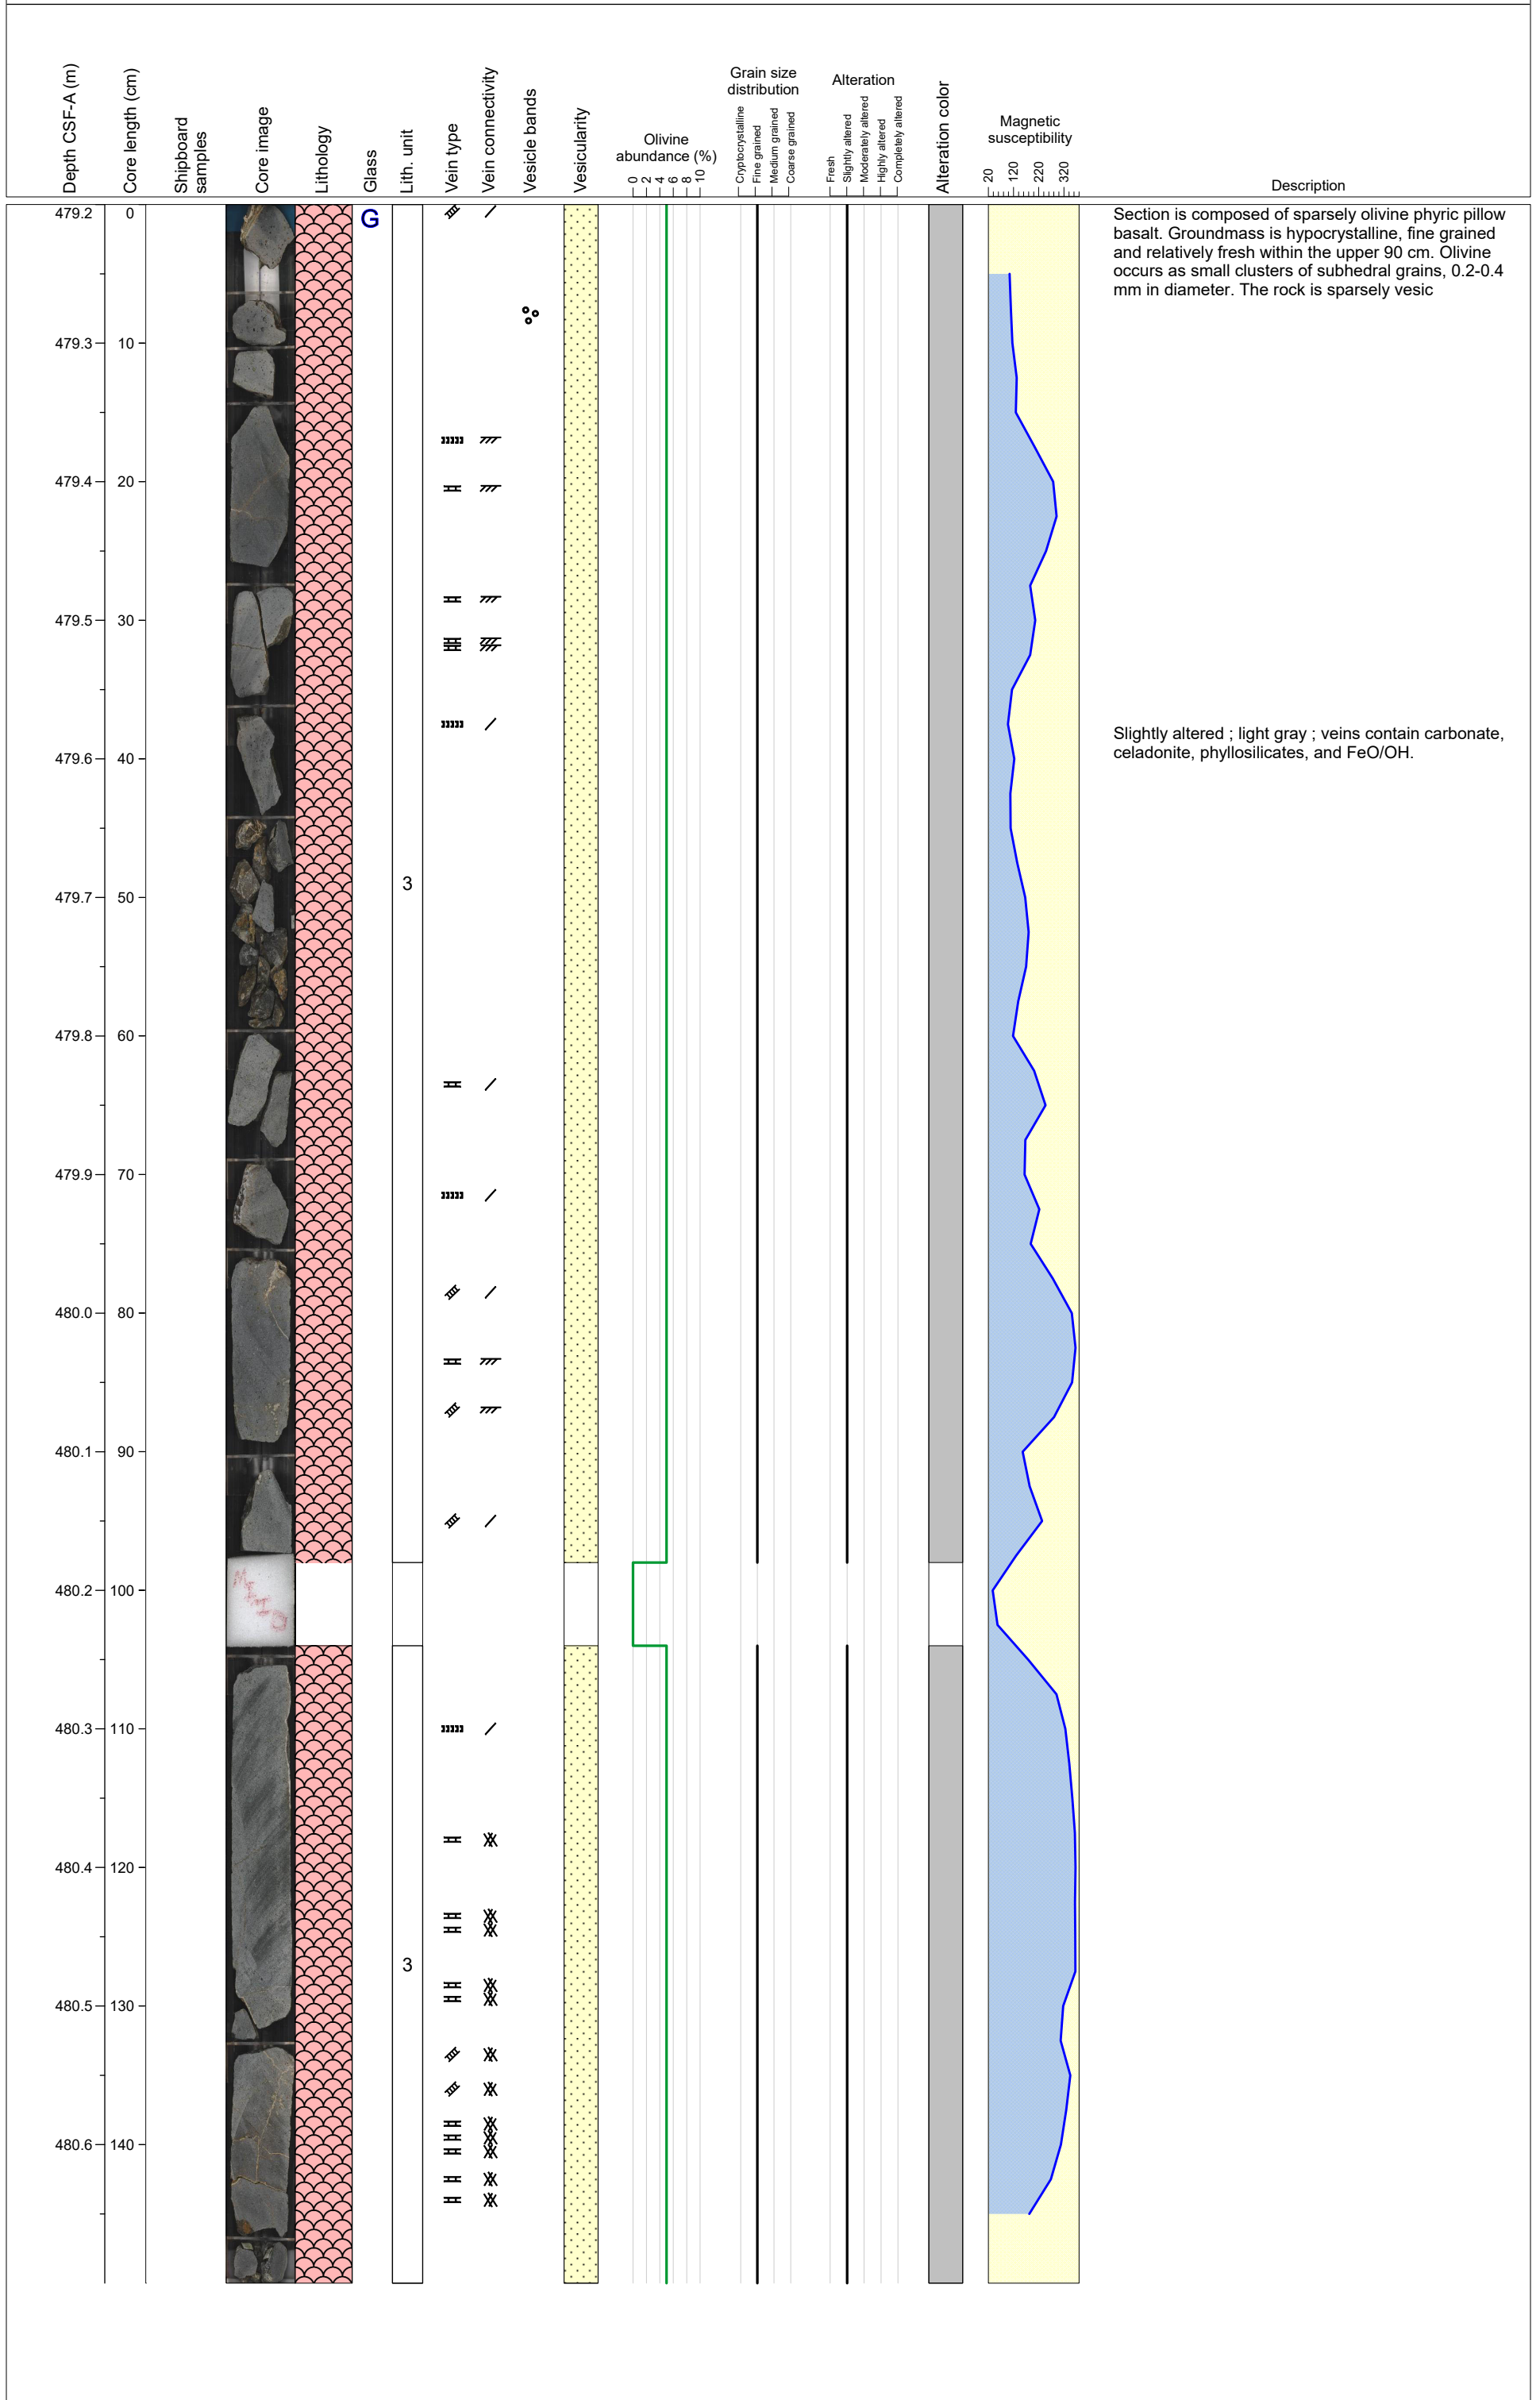 Depth CSF-A (m)
Core length (cm)
Shipboard
samples
Core image
Lithology
Glass
Lith. unit
Vein type
Vein connectivity
Vesicle bands
Vesicularity
Olivine
abundance (%)
0 2 4 6 8 10
Grain size
distribution
Cryptocrystalline
Fine grained
Medium grained
Coarse grained
Alteration
Fresh
Slightly altered
Moderately altered
Highly altered
Completely altered
Alteration color
Magnetic
susceptibility
20 120 220 320
Description
479.2 0
G
Section is composed of sparsely olivine phyric pillow
basalt. Groundmass is hypocrystalline, fine grained
and relatively fresh within the upper 90 cm. Olivine
occurs as small clusters of subhedral grains, 0.2-0.4
mm in diameter. The rock is sparsely vesic
479.3 10
479.4 20
479.5 30
Slightly altered ; light gray ; veins contain carbonate,
celadonite, phyllosilicates, and FeO/OH.
479.6 40
3
479.7 50
479.8 60
479.9 70
480.0 80
480.1 90
480.2 100
480.3 110
480.4 120
3
480.5 130
480.6 140